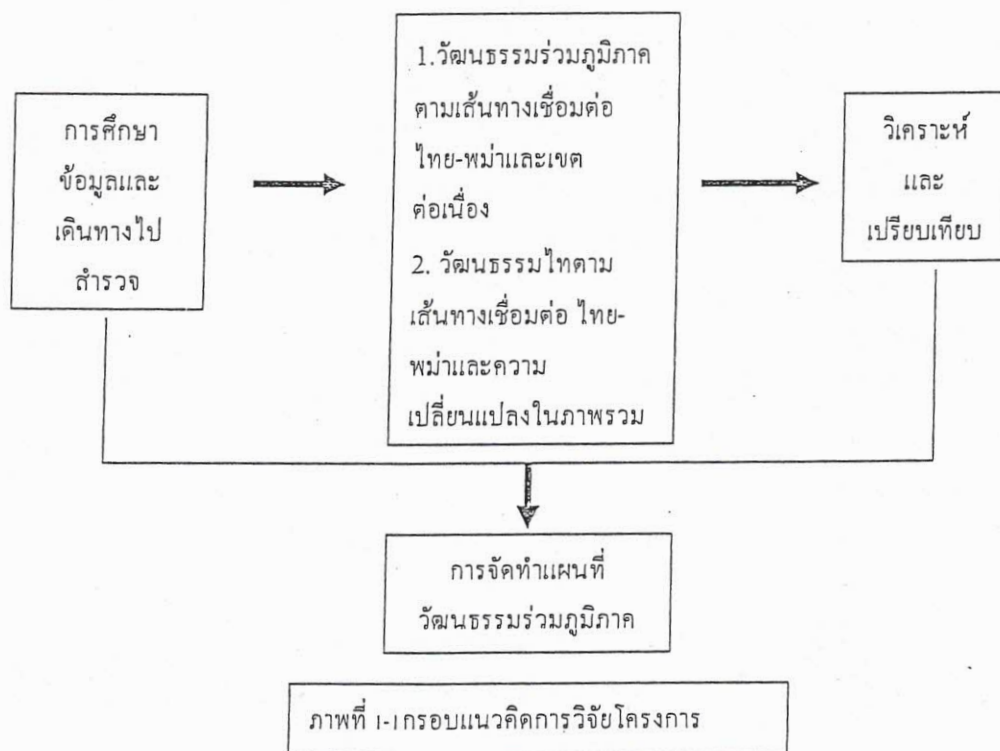 การศึกษา
ข้อมูลและ
เดินทางไป
สำรวจ
1.วัฒนธรรมร่วมภูมิภาค
ตามเส้นทางเชื่อมต่อ
ไทย-พม่าและเขต
ต่อเนื่อง
2. วัฒนธรรมไทตาม
เส้นทางเชื่อมต่อ ไทย-
พม่าและความ
เปลี่ยนแปลงในภาพรวม
วิเคราะห์
และ
เปรียบเทียบ
การจัดทำแผนที่
วัฒนธรรมร่วมภูมิภาค
ภาพที่ 1-1กรอบแนวคิดการวิจัยโครงการ